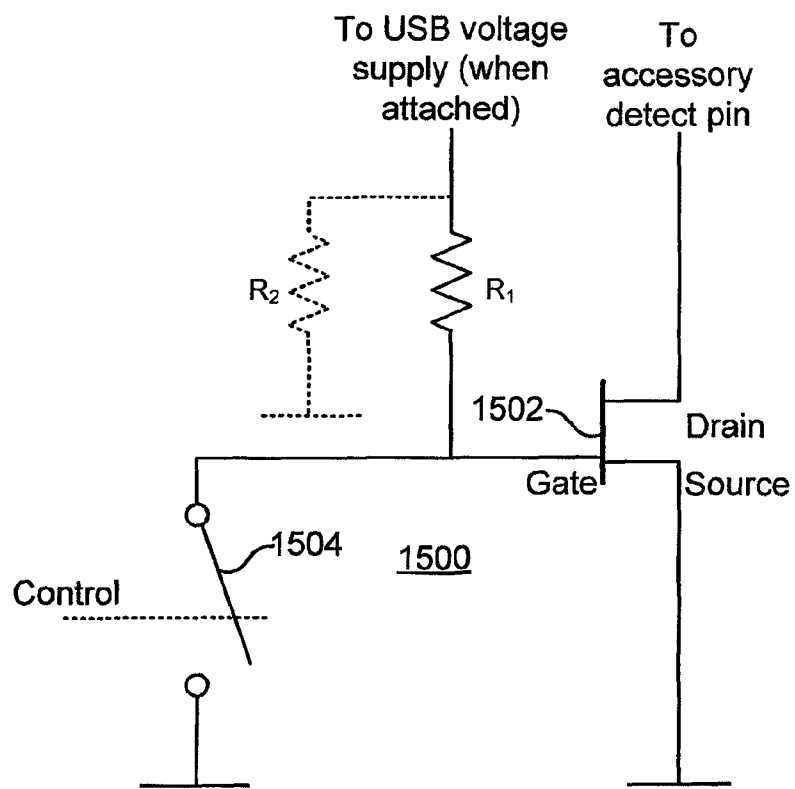 To USB voltage
supply (when
attached)
To
accessory
detect pin
R2
R1
1502
Drain
Gate
Source
1504
1500
Control